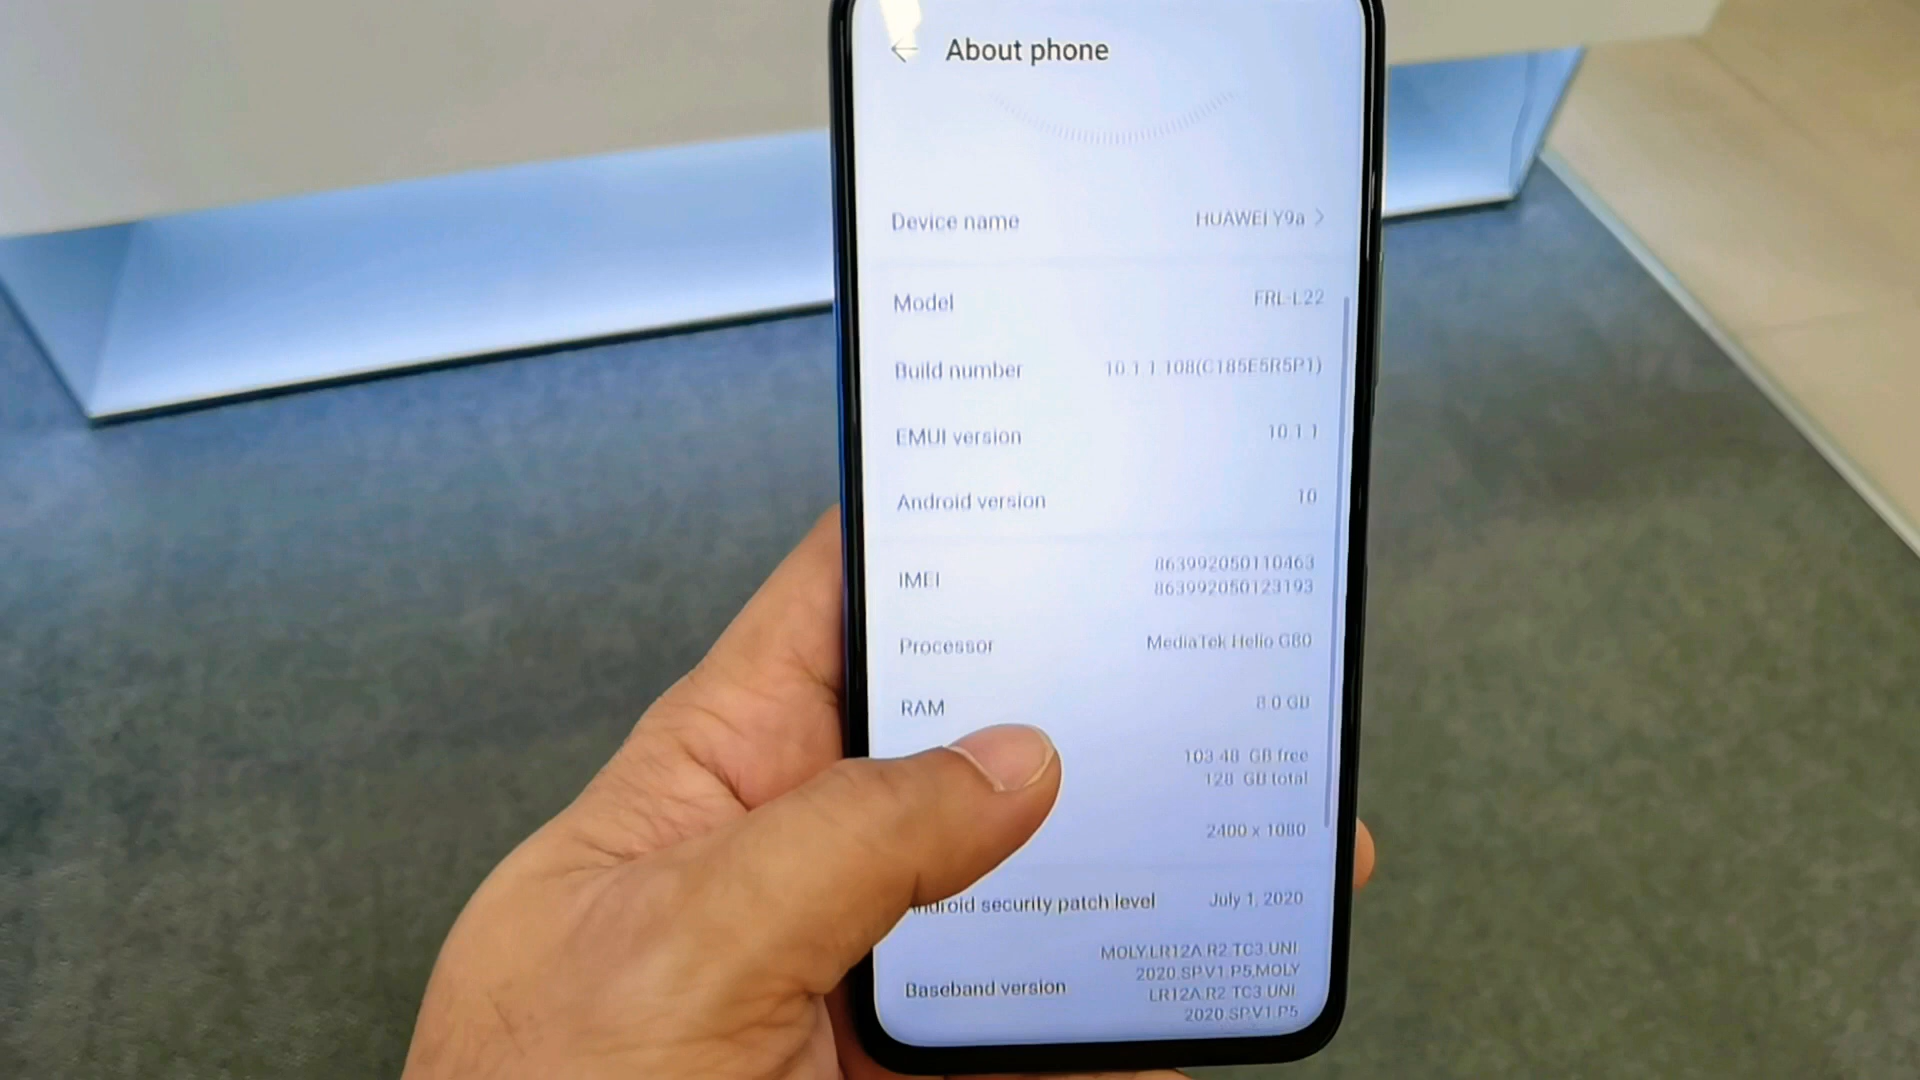 About phone
Device name HUAWEI Y9a
Model FRL-L22
Build number 10.1.1.108(C185E5R5P1)
EMUI version 10.1.1
Android version 10
IMEI 863992050110463
863992050123193
Processor MediaTek Helio G80
RAM 8.0 GB
103.48 GB free
128 GB total
2400 x 1080
Android security patch level July 1, 2020
MOLY.LR12A.R2.TC3.UNI.
2020.SP.V1.P5,MOLY.
Baseband version
LR12A.R2.TC3.UNI.
2020.SP.V1.P5